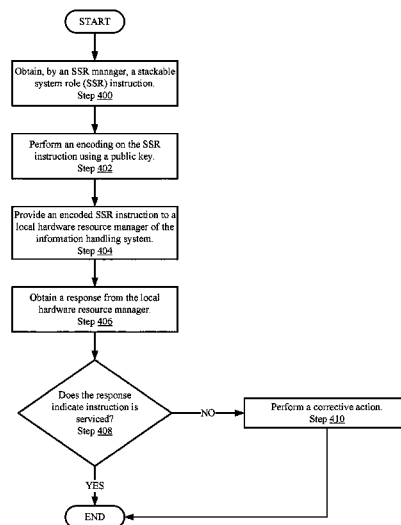 START
Obtain, by an SSR manager, a stackable
system role (SSR) instruction.
Step 400
Perform an encoding on the SSR
instruction using a public key.
Step 402
Provide an encoded SSR instruction to a
local hardware resource manager of the
information handling system.
Step 404
Obtain a response from the local
hardware resource manager.
Step 406
Does the response
indicate instruction is
serviced?
Step 408
NO
Perform a corrective action.
Step 410
YES
END